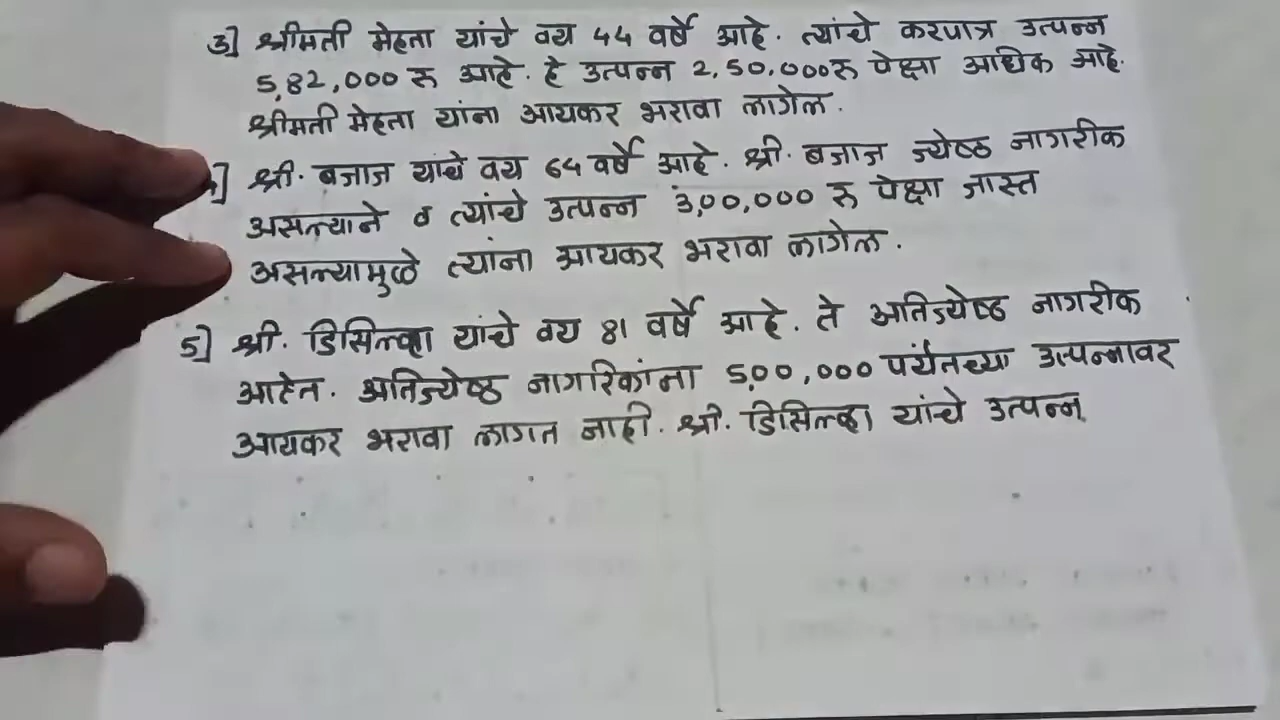 3] श्रीमती मेहता यांचे वय 44 वर्षे आहे. त्यांचे करपात्र उत्पन्न
5,82,000 रु आहे. हे उत्पन्न 2,50,000रु पेक्षा अधिक आहे.
श्रीमती मेहता यांना आयकर भरावा लागेल.
] श्री. बजाज यांचे वय 64 वर्षे आहे. श्री. बजाज ज्येष्ठ नागरीक
असल्याने व त्यांचे उत्पन्न 3,00,000 रु पेक्षा जास्त
असल्यामुळे त्यांना आयकर भरावा लागेल.
5] श्री. डिसिल्व्हा यांचे वय 81 वर्षे आहे. ते अतिज्येष्ठ नागरीक
आहेत. अतिज्येष्ठ नागरिकांना 5,00,000 पर्यंतच्या उत्पन्नावर
आयकर भरावा लागत नाही. श्री. डिसिल्व्हा यांचे उत्पन्न